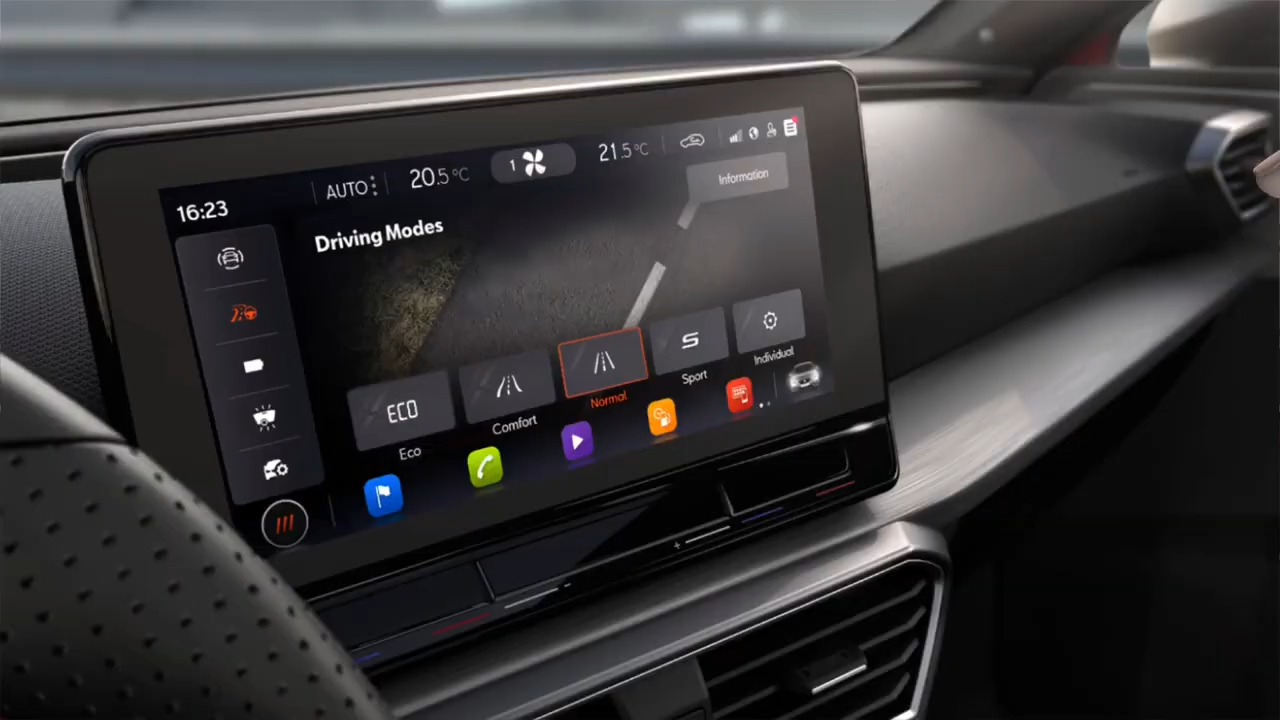 16:23
AUTO
20.5°C
1
21.5°C
Information
Driving Modes
ECO
Eco
Comfort
Normal
S
Sport
Individual
+
-